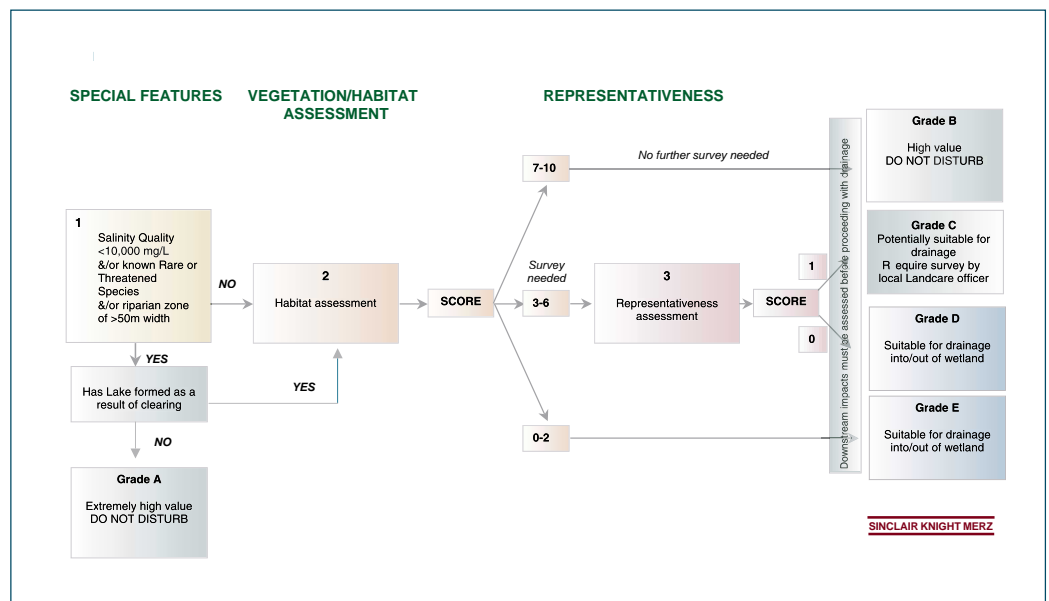 SPECIAL FEATURES
VEGETATION/HABITAT
ASSESSMENT
REPRESENTATIVENESS
1
Salinity Quality
<10,000 mg/L
&/or known Rare or
Threatened
Species
&/or riparian zone
of >50m width
NO
YES
Has Lake formed as a
result of clearing
YES
NO
Grade A
Extremely high value
DO NOT DISTURB
2
Habitat assessment
SCORE
7-10
No further survey needed
Survey
needed
3-6
0-2
3
Representativeness
assessment
SCORE
1
0
Downstream impacts must be assessed before proceeding with drainage
Grade B
High value
DO NOT DISTURB
Grade C
Potentially suitable for
drainage
R equire survey by
local Landcare officer
Grade D
Suitable for drainage
into/out of wetland
Grade E
Suitable for drainage
into/out of wetland
SINCLAIR KNIGHT MERZ